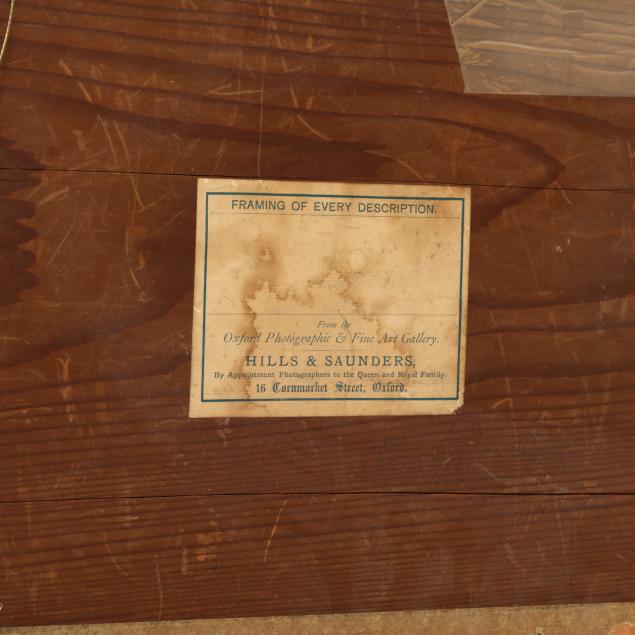 FRAMING OF EVERY DESCRIPTION.
From the
Oxford Photographic & Fine Art Gallery.
HILLS & SAUNDERS,
By Appointment Photographers to the Queen and Royal Family,
16 Cornmarket Street, Oxford.